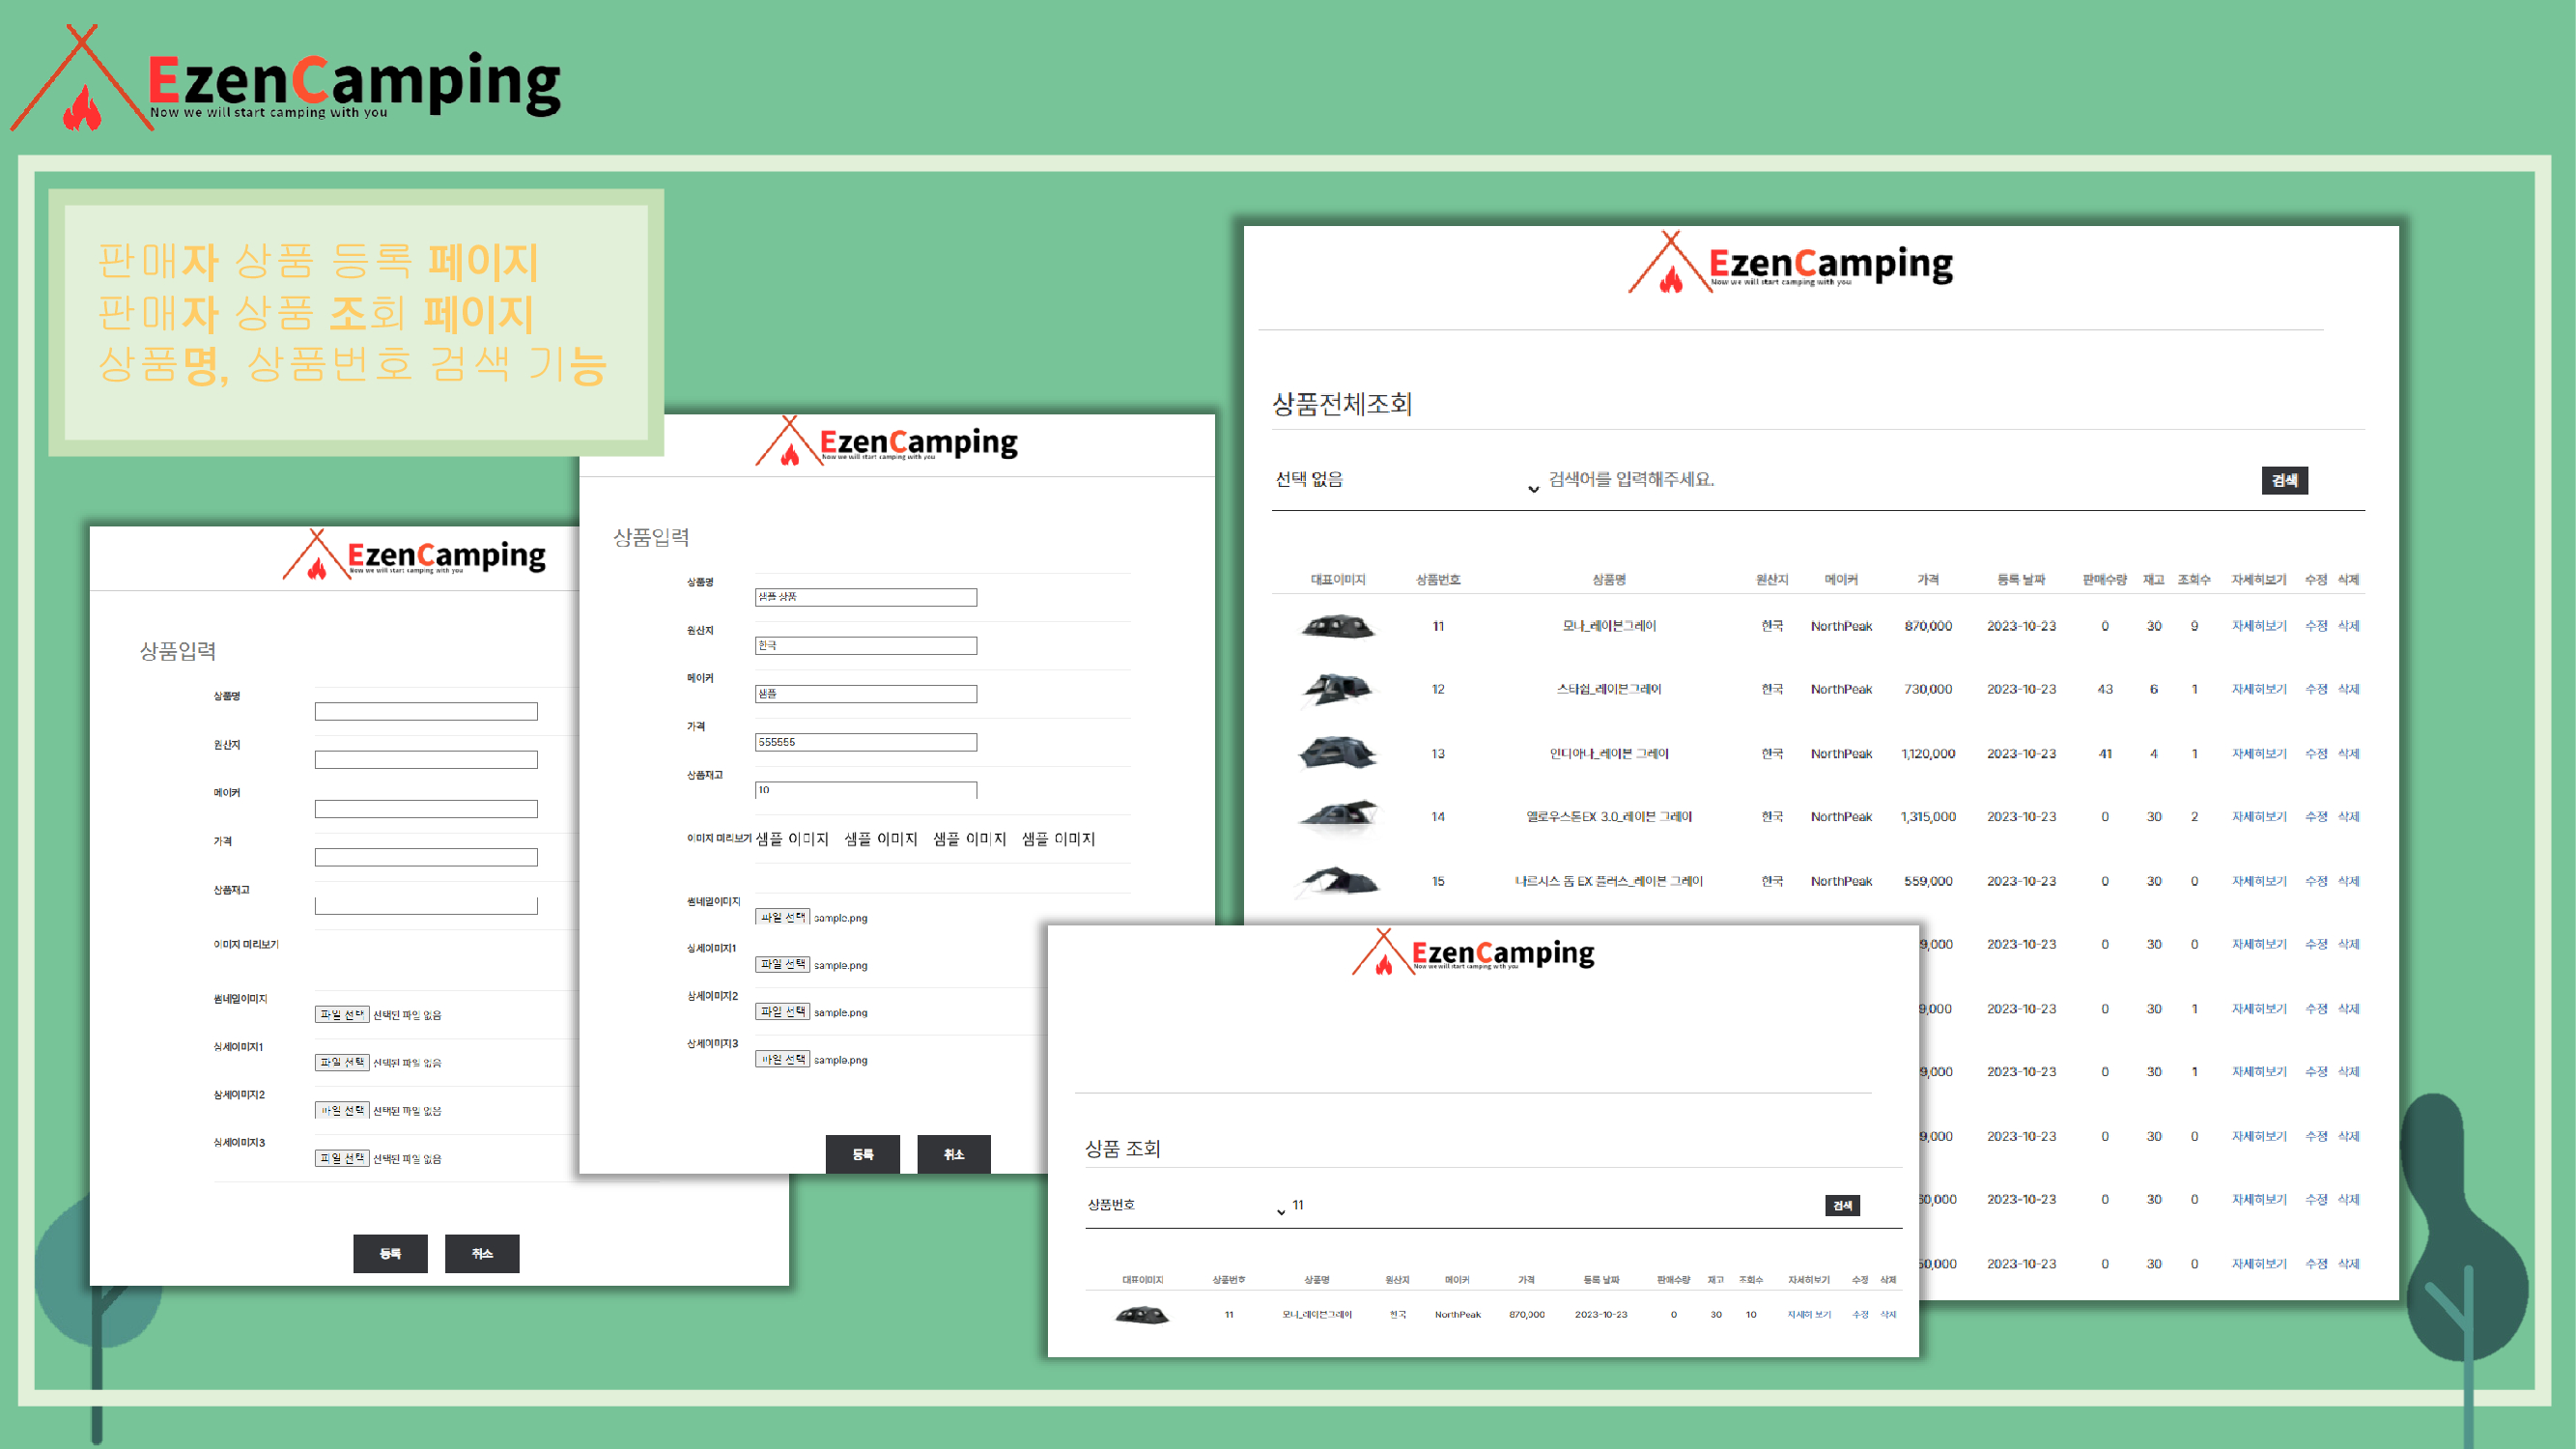 EzenCamping
Now we will start camping with you
판매자 상품 등록 페이지
판매자 상품 조회 페이지
상품명, 상품번호 검색 기능
EzenCamping
Now we will start camping with you
상품입력
상품명
원산지
메이커
가격
상품재고
이미지 미리보기
썸네일이미지 파일 선택 선택된 파일 없음
상세이미지1 파일 선택 선택된 파일 없음
상세이미지2 파일 선택 선택된 파일 없음
상세이미지3 파일 선택 선택된 파일 없음
등록 취소
EzenCamping
Now we will start camping with you
상품입력
상품명 샘플 상품
원산지 한국
메이커 샘플
가격 555555
상품재고 10
이미지 미리보기 샘플 이미지 샘플 이미지 샘플 이미지 샘플 이미지
썸네일이미지 파일 선택 sample.png
상세이미지1 파일 선택 sample.png
상세이미지2 파일 선택 sample.png
상세이미지3 파일 선택 sample.png
등록 취소
EzenCamping
Now we will start camping with you
상품전체조회
선택 없음 검색어를 입력해주세요. 검색
대표이미지 상품번호 상품명 원산지 메이커 가격 등록 날짜 판매수량 재고 조회수 자세히보기 수정 삭제
11 모나_레이븐그레이 한국 NorthPeak 870,000 2023-10-23 0 30 9 자세히보기 수정 삭제
12 스타쉽_레이븐그레이 한국 NorthPeak 730,000 2023-10-23 43 6 1 자세히보기 수정 삭제
13 인디아나_레이븐 그레이 한국 NorthPeak 1,120,000 2023-10-23 41 4 1 자세히보기 수정 삭제
14 옐로우스톤EX 3.0_레이븐 그레이 한국 NorthPeak 1,315,000 2023-10-23 0 30 2 자세히보기 수정 삭제
15 나르시스 돔 EX 플러스_레이븐 그레이 한국 NorthPeak 559,000 2023-10-23 0 30 0 자세히보기 수정 삭제
9,000 2023-10-23 0 30 0 자세히보기 수정 삭제
9,000 2023-10-23 0 30 1 자세히보기 수정 삭제
9,000 2023-10-23 0 30 1 자세히보기 수정 삭제
9,000 2023-10-23 0 30 0 자세히보기 수정 삭제
60,000 2023-10-23 0 30 0 자세히보기 수정 삭제
50,000 2023-10-23 0 30 0 자세히보기 수정 삭제
EzenCamping
Now we will start camping with you
상품 조회
상품번호 11 검색
대표이미지 상품번호 상품명 원산지 메이커 가격 등록 날짜 판매수량 재고 조회수 자세히보기 수정 삭제
11 모나_레이븐그레이 한국 NorthPeak 870,000 2023-10-23 0 30 10 자세히 보기 수정 삭제